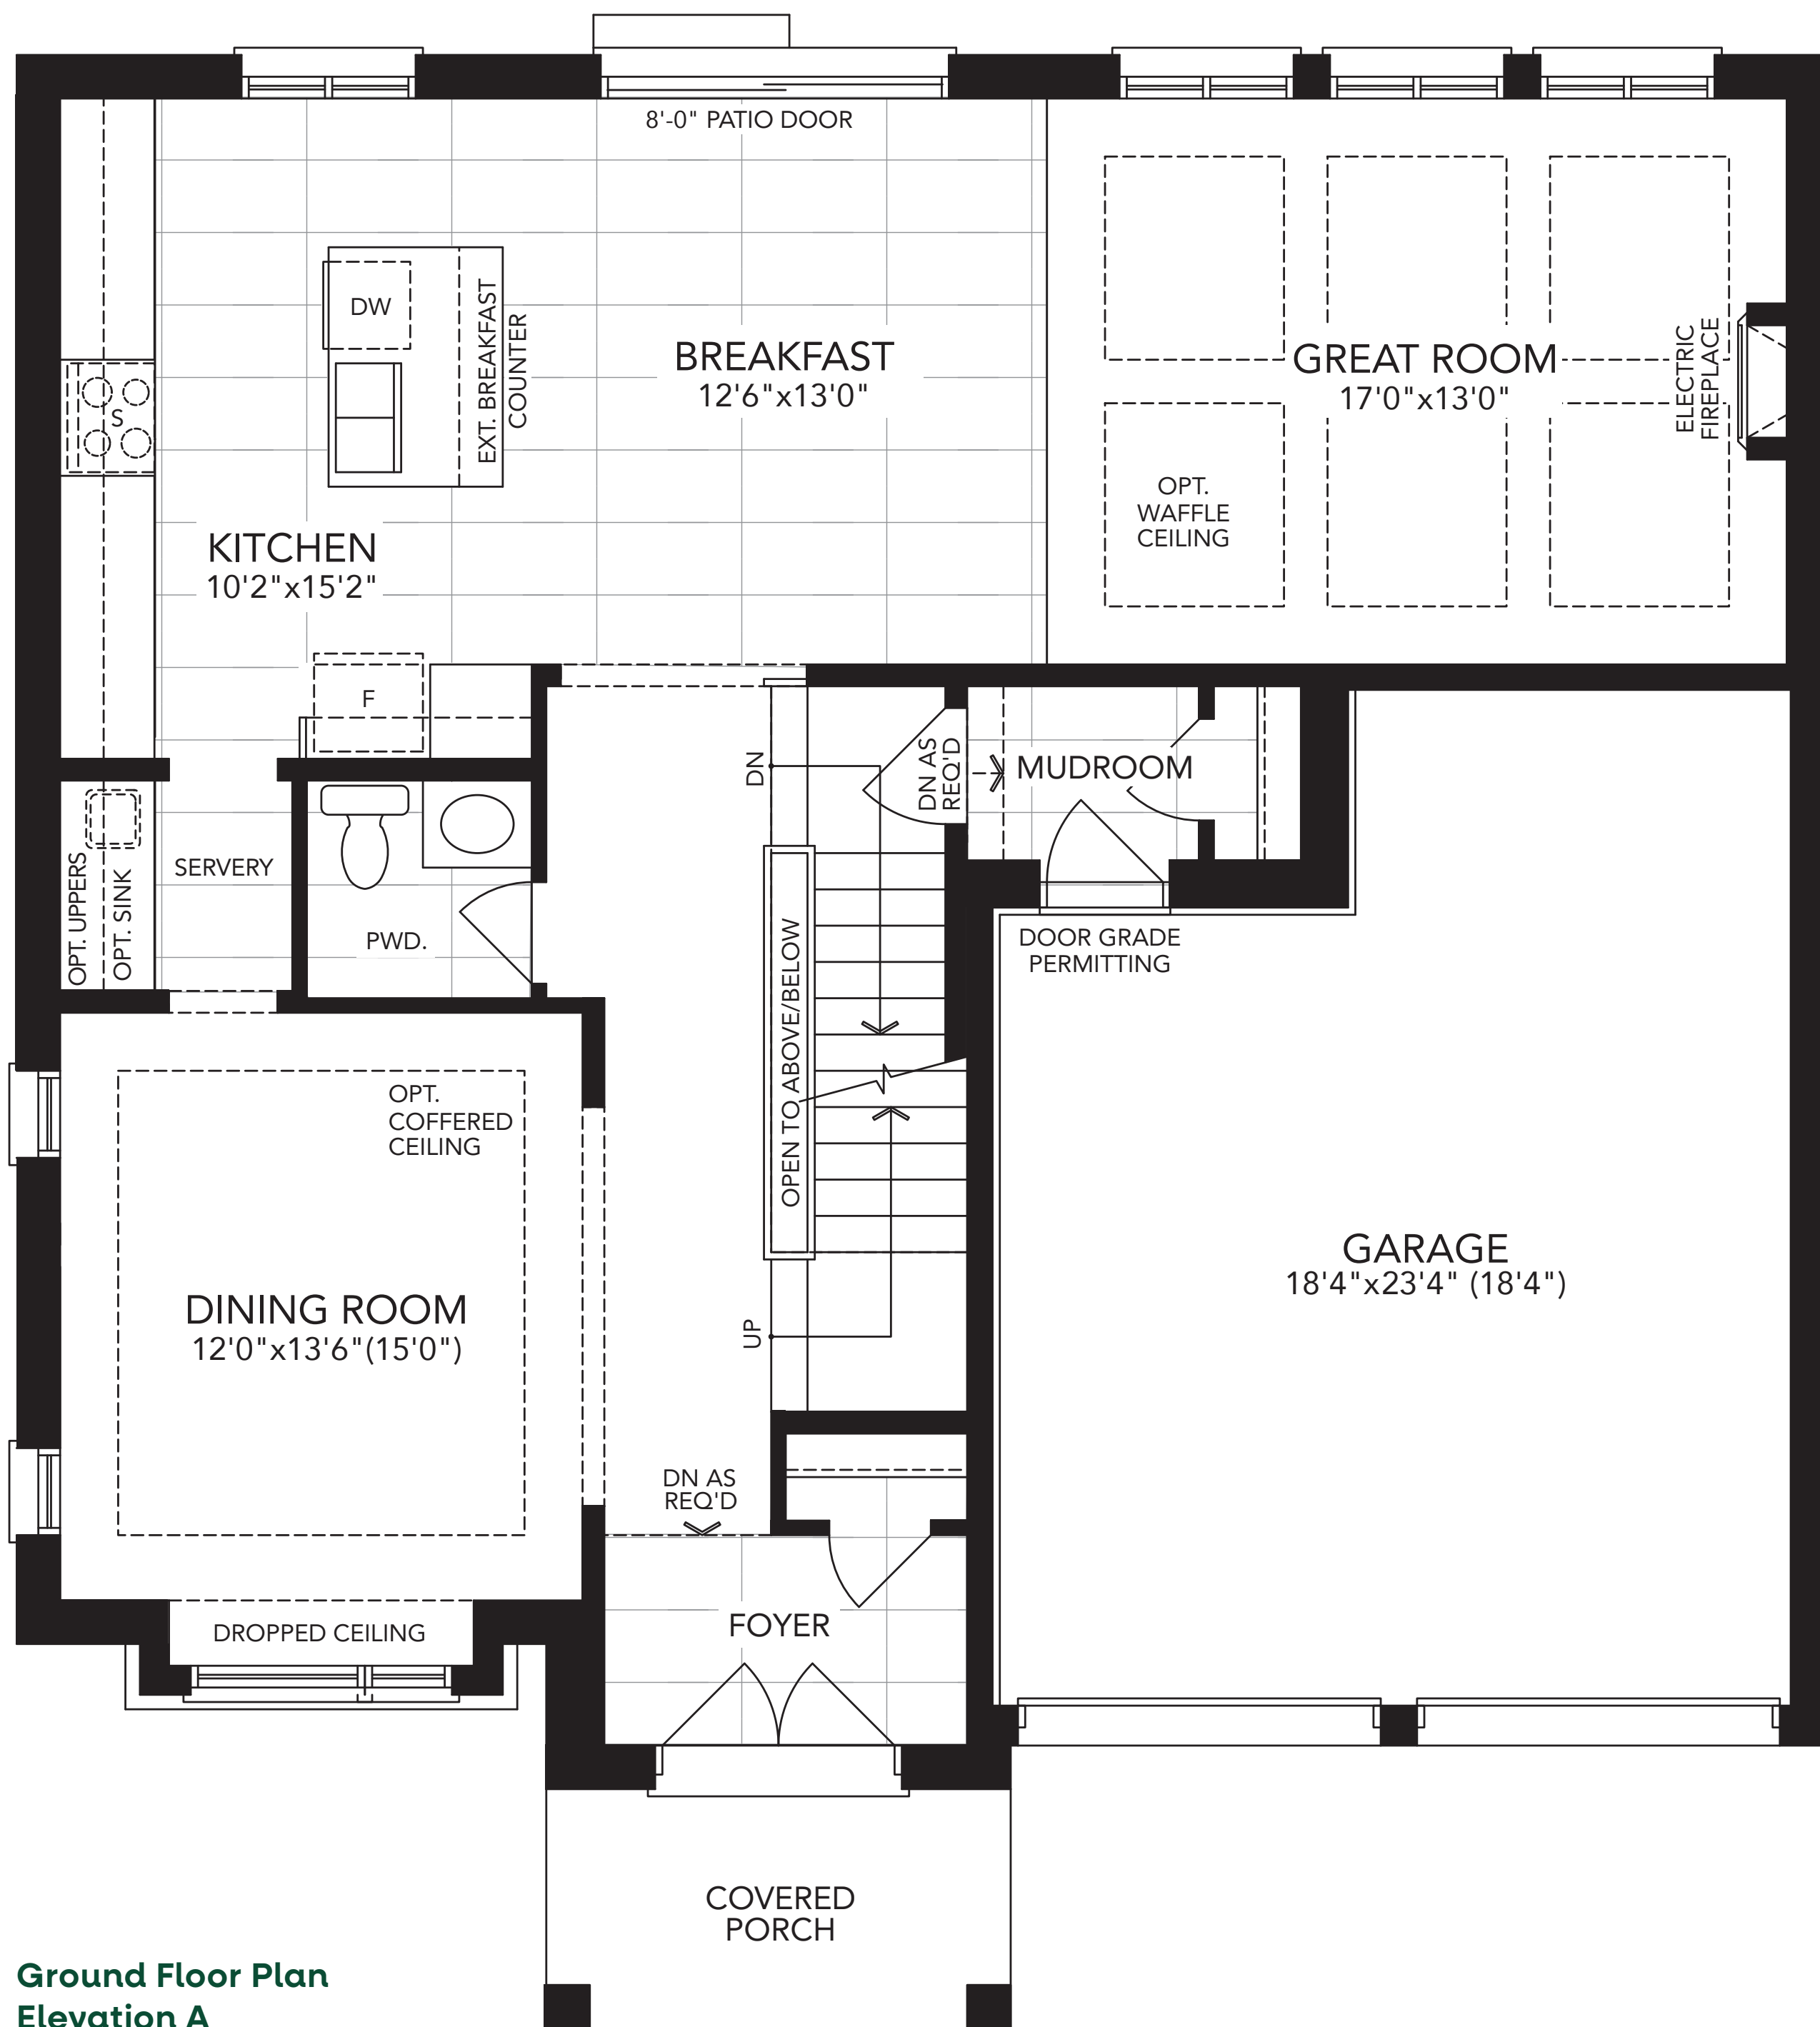 8'-0" PATIO DOOR
DW
EXT. BREAKFAST
COUNTER
BREAKFAST
12'6"x13'0"
GREAT ROOM
17'0"x13'0"
ELECTRIC
FIREPLACE
S
OPT.
WAFFLE
CEILING
KITCHEN
10'2"x15'2"
F
DN
DN AS
REQ'D
MUDROOM
OPT. UPPERS
OPT. SINK
SERVERY
PWD.
DOOR GRADE
PERMITTING
OPEN TO ABOVE/BELOW
OPT.
COFFERED
CEILING
DINING ROOM
12'0"x13'6"(15'0")
GARAGE
18'4"x23'4" (18'4")
UP
DN AS
REQ'D
DROPPED CEILING
FOYER
COVERED
PORCH
Ground Floor Plan
Elevation A